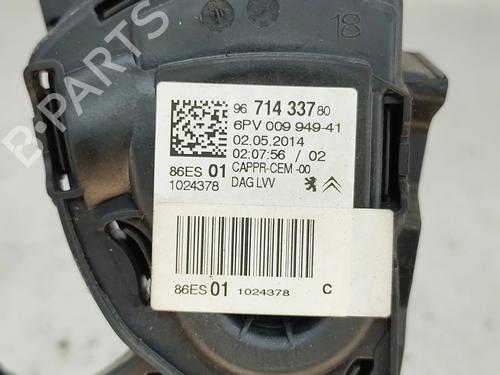 18
B-PARTS
96 714 337 80
6PV 009 949-41
02.05.2014
02:07:56 / 02
86ES 01 CAPPR-CEM -00
1024378 DAG LVV
86ES 01 1024378 C